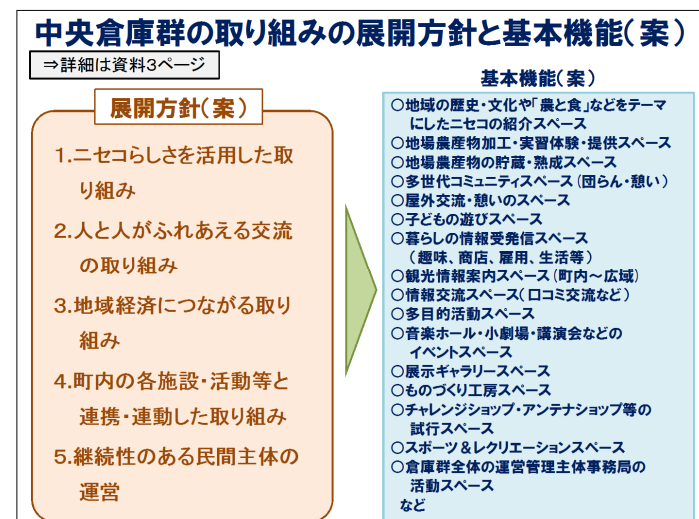 中央倉庫群の取り組みの展開方針と基本機能(案)
⇒詳細は資料3ページ
展開方針(案)
1.ニセコらしさを活用した取
り組み
2.人と人がふれあえる交流
の取り組み
3.地域経済につながる取り
組み
4.町内の各施設・活動等と
連携・連動した取り組み
5.継続性のある民間主体の
運営
基本機能(案)
○地域の歴史・文化や「農と食」などをテーマ
にしたニセコの紹介スペース
○地場農産物加工・実習体験・提供スペース
○地場農産物の貯蔵・熟成スペース
○多世代コミュニティスペース(団らん・憩い)
○屋外交流・憩いのスペース
○子どもの遊びスペース
○暮らしの情報受発信スペース
(趣味、商店、雇用、生活等)
○観光情報案内スペース(町内~広域)
○情報交流スペース(口コミ交流など)
○多目的活動スペース
○音楽ホール・小劇場・講演会などの
イベントスペース
○展示ギャラリースペース
○ものづくり工房スペース
○チャレンジショップ・アンテナショップ等の
試行スペース
○スポーツ&レクリエーションスペース
○倉庫群全体の運営管理主体事務局の
活動スペース
など